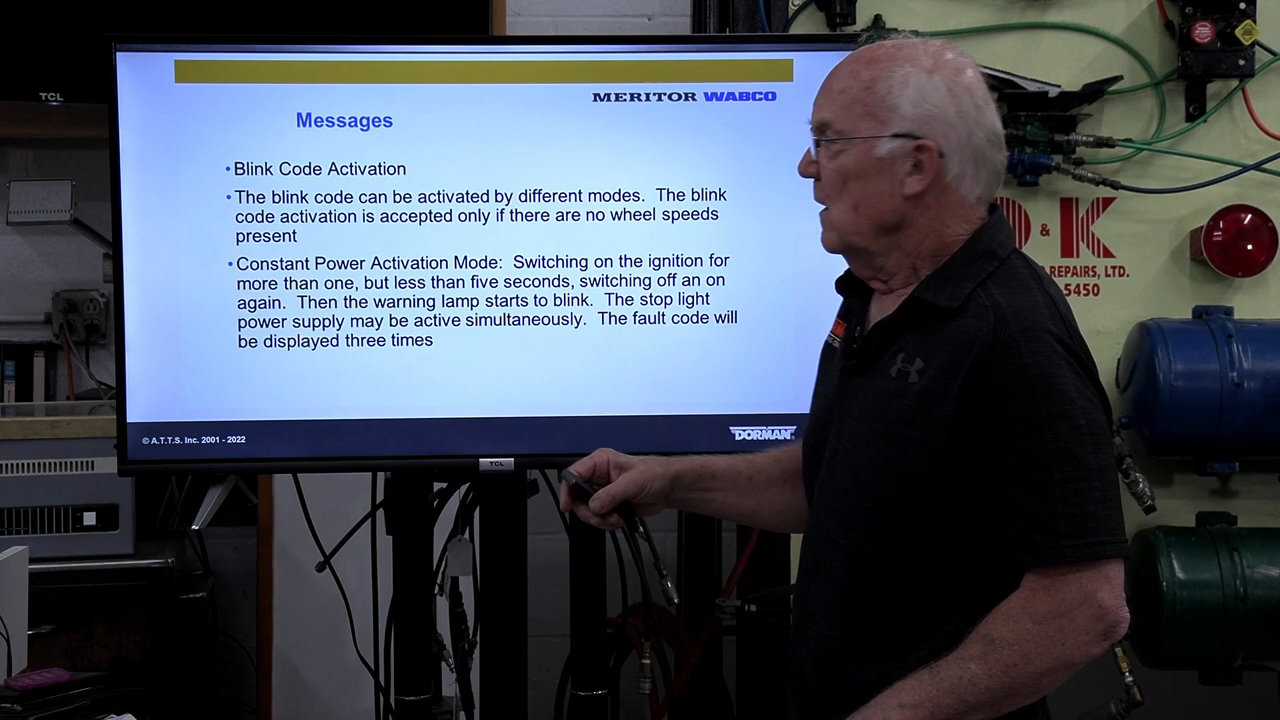 TCL
MERITOR WABCO
Messages
• Blink Code Activation
• The blink code can be activated by different modes. The blink
code activation is accepted only if there are no wheel speeds
present
• Constant Power Activation Mode: Switching on the ignition for
more than one, but less than five seconds, switching off an on
again. Then the warning lamp starts to blink. The stop light
power supply may be active simultaneously. The fault code will
be displayed three times
© A.T.T.S. Inc. 2001 - 2022
DORMAN
TCL
& K
REPAIRS, LTD.
5450